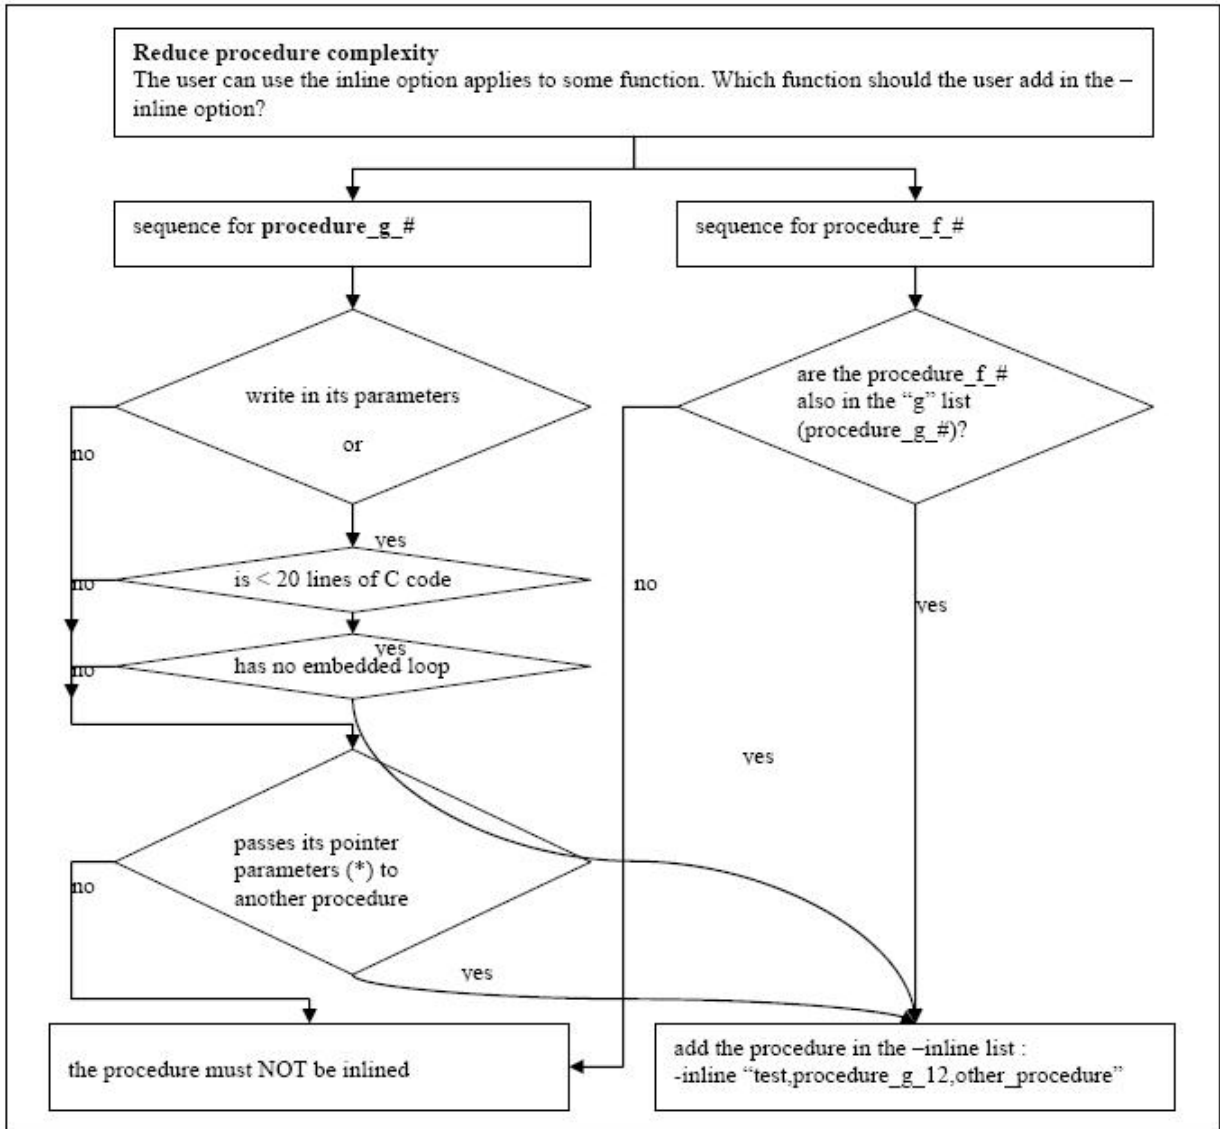 Reduce procedure complexity
The user can use the inline option applies to some function. Which function should the user add in the –
inline option?
sequence for procedure_g_#
sequence for procedure_f_#
write in its parameters
or
are the procedure_f_#
also in the “g” list
(procedure_g_#)?
no
yes
is < 20 lines of C code
no
no
yes
yes
has no embedded loop
no
yes
passes its pointer
parameters (*) to
another procedure
no
yes
the procedure must NOT be inlined
add the procedure in the –inline list :
-inline “test,procedure_g_12,other_procedure”